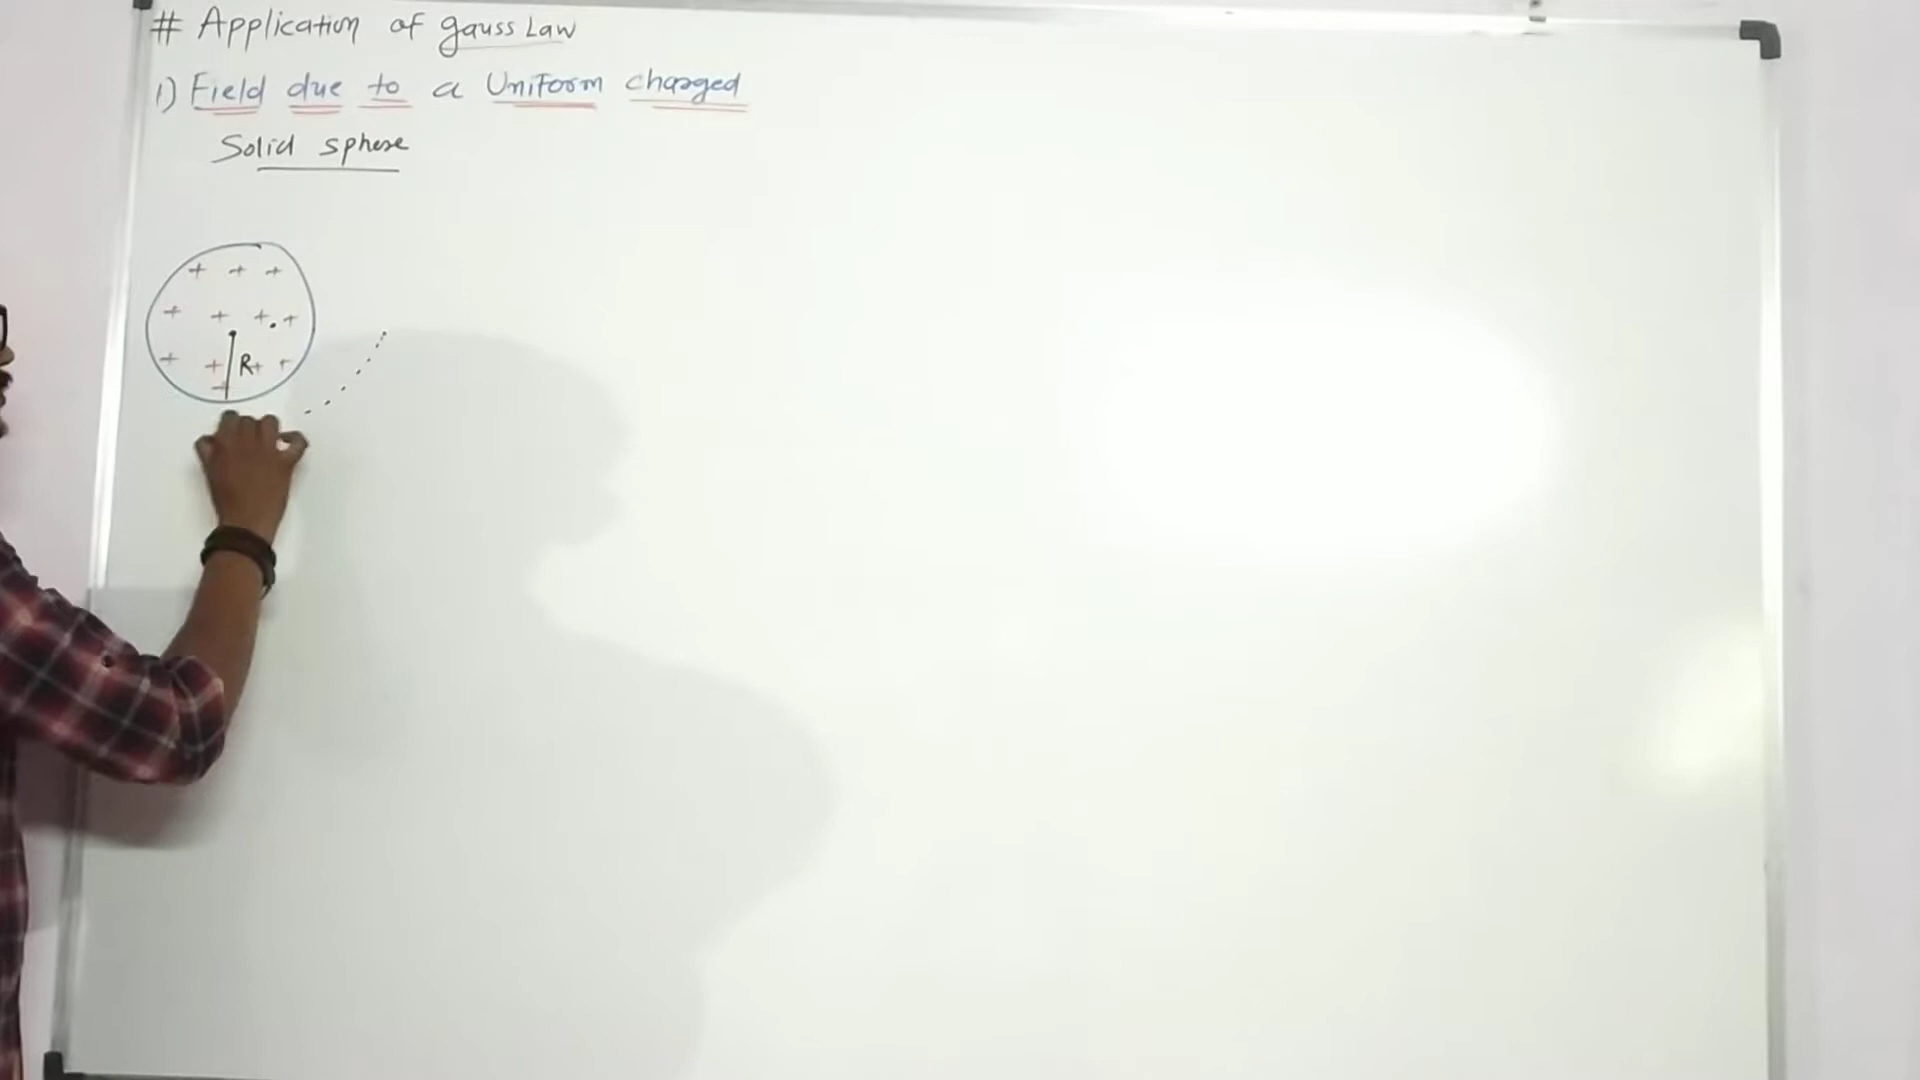 # Application of gauss Law
1) Field due to a Uniform charged
Solid sphere
+ + +
+ + + +
+ + R + +
+